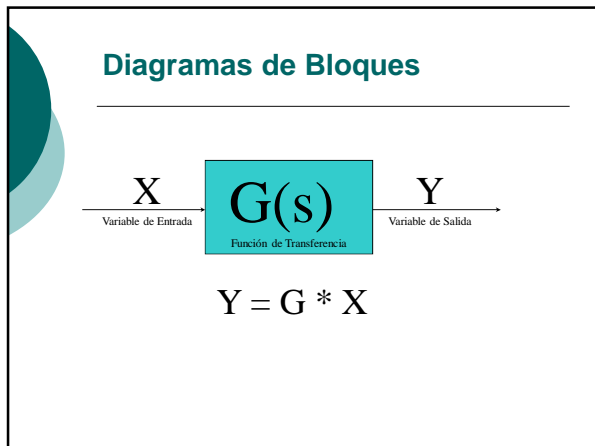 Diagramas de Bloques
X
Variable de Entrada
G(s)
Función de Transferencia
Y
Variable de Salida
Y = G * X